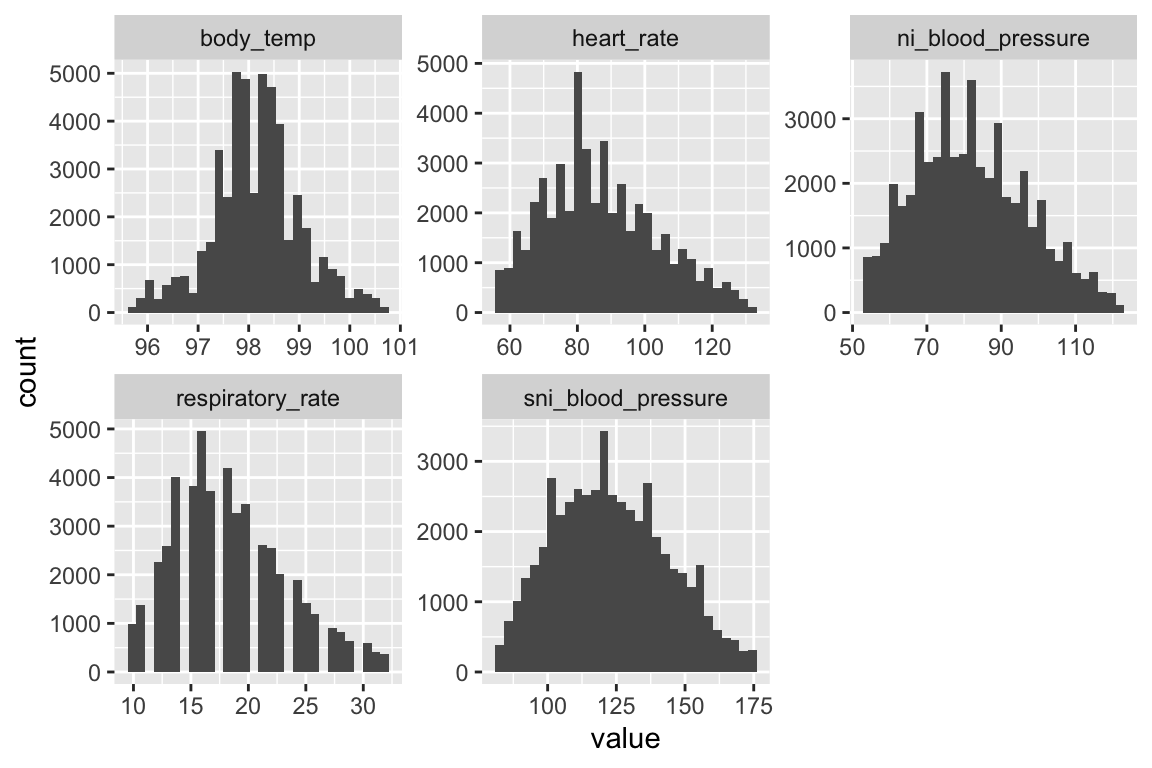 body_temp
heart_rate
ni_blood_pressure
5000
4000
3000
2000
1000
0
96 97 98 99 100 101
5000
4000
3000
2000
1000
0
60 80 100 120
3000
2000
1000
0
50 70 90 110
count
respiratory_rate
sni_blood_pressure
5000
4000
3000
2000
1000
0
10 15 20 25 30
3000
2000
1000
0
100 125 150 175
value